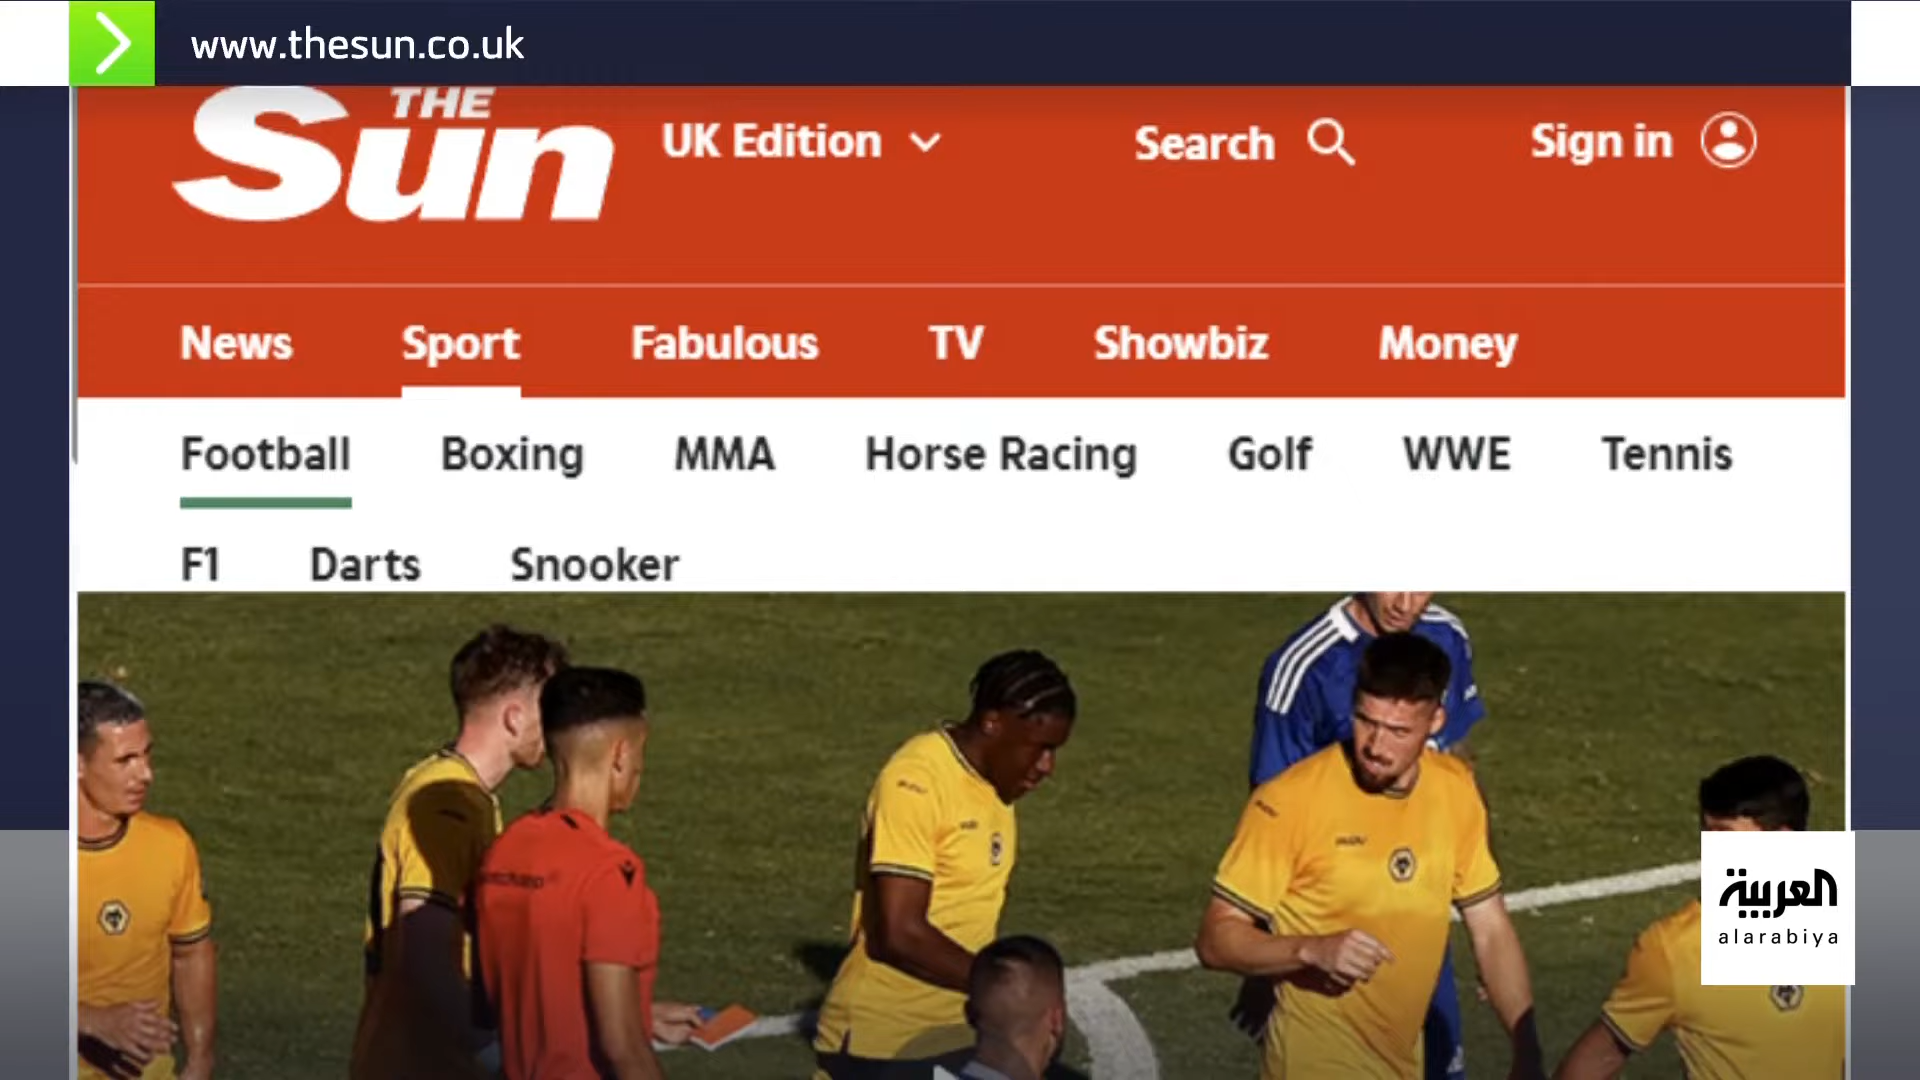 www.thesun.co.uk
THE
Sun
UK Edition
Search
Sign in
News Sport Fabulous TV Showbiz Money
Football Boxing MMA Horse Racing Golf WWE Tennis
F1 Darts Snooker
العربية
alarabiya